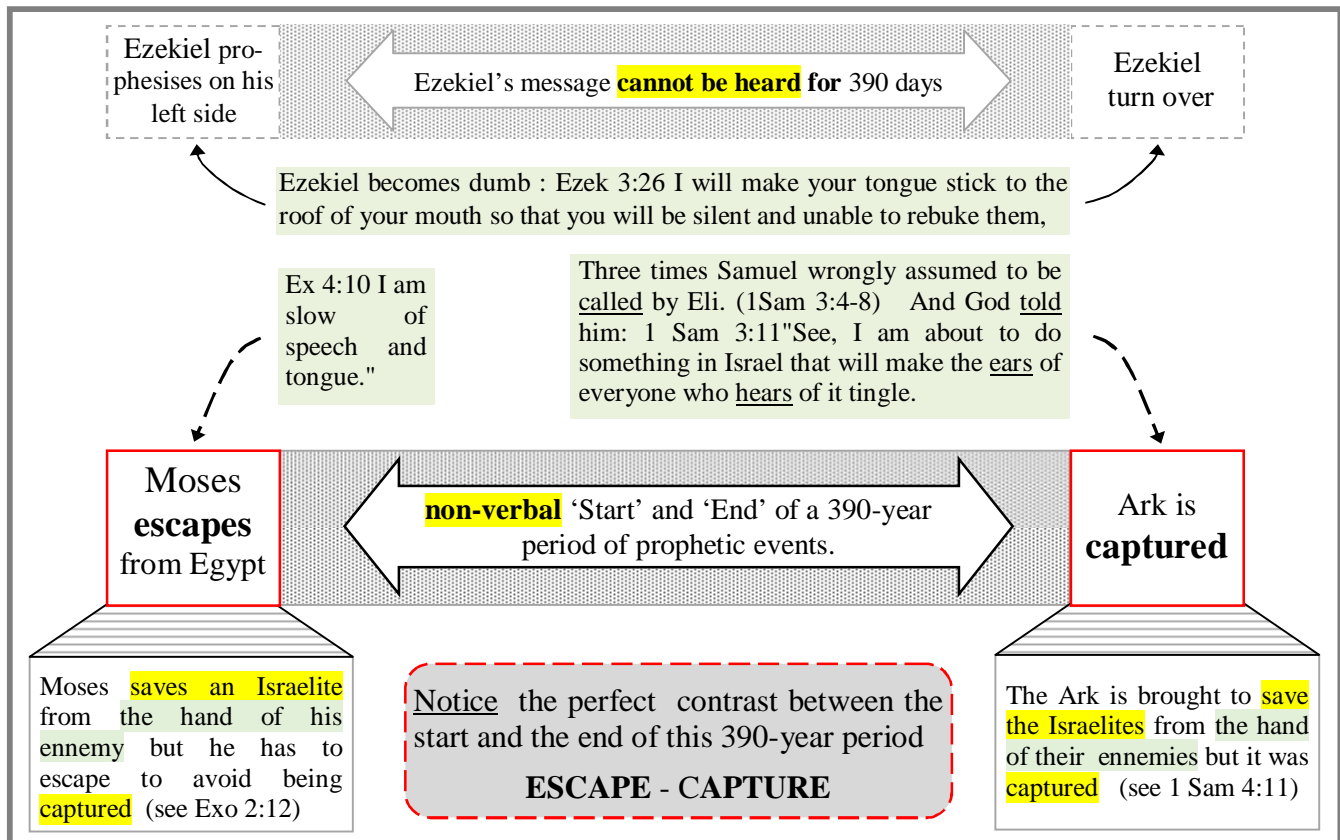 Ezekiel pro-
phesises on his
left side
Ezekiel’s message cannot be heard for 390 days
Ezekiel
turn over
Ezekiel becomes dumb : Ezek 3:26 I will make your tongue stick to the
roof of your mouth so that you will be silent and unable to rebuke them,
Ex 4:10 I am
slow of
speech and
tongue."
Three times Samuel wrongly assumed to be
called by Eli. (1Sam 3:4-8) And God told
him: 1 Sam 3:11"See, I am about to do
something in Israel that will make the ears of
everyone who hears of it tingle.
Moses
escapes
from Egypt
non-verbal ‘Start’ and ‘End’ of a 390-year
period of prophetic events.
Ark is
captured
Moses saves an Israelite
from the hand of his
ennemy but he has to
escape to avoid being
captured (see Exo 2:12)
Notice the perfect contrast between the
start and the end of this 390-year period
ESCAPE - CAPTURE
The Ark is brought to save
the Israelites from the hand
of their ennemies but it was
captured (see 1 Sam 4:11)